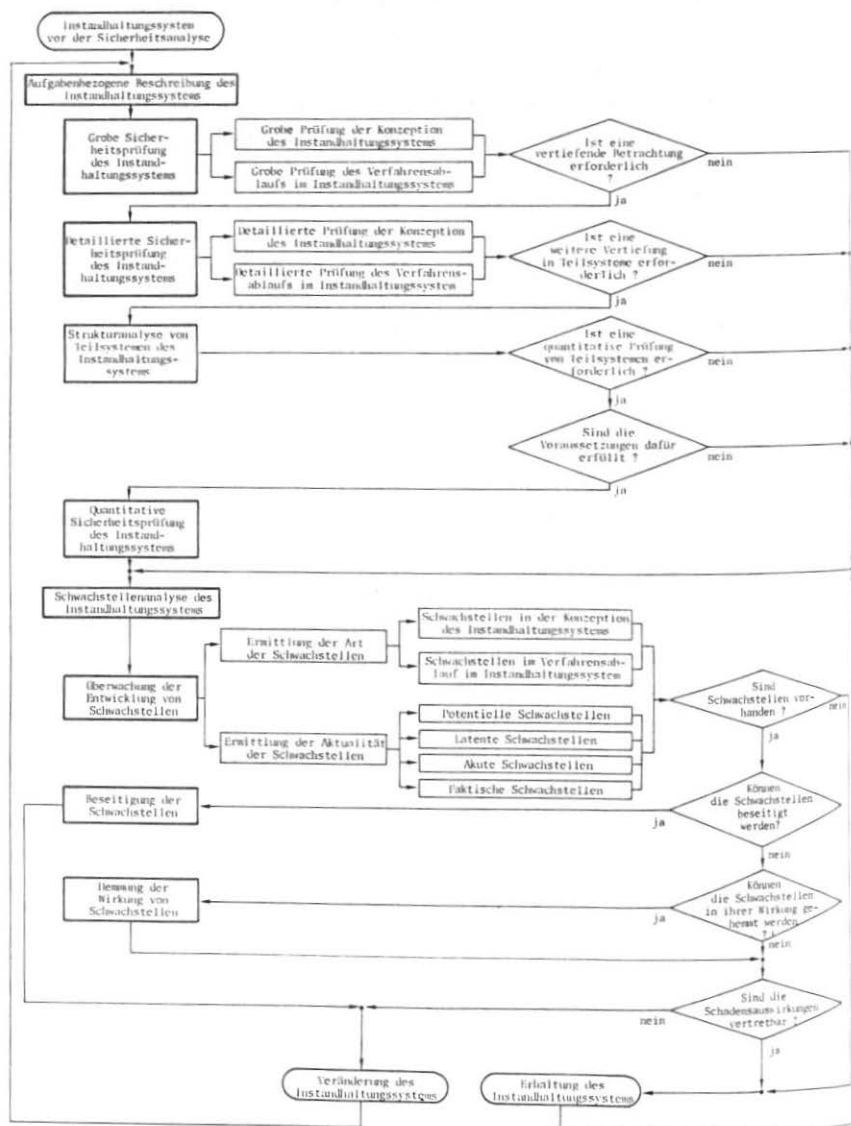 Instandhaltungssystem
vor der Sicherheitsanalyse
Aufgabenbezogene Beschreibung des
Instandhaltungssystems
Grobe Sicher-
heitsprüfung
des Instand-
haltungssystems
Grobe Prüfung der Konzeption
des Instandhaltungssystems
Grobe Prüfung des Verfahrensab-
laufs im Instandhaltungssystem
Ist eine
vertiefende Betrachtung
erforderlich
?
nein
ja
Detaillierte Sicher-
heitsprüfung
des Instand-
haltungssystems
Detaillierte Prüfung der Konzeption
des Instandhaltungssystems
Detaillierte Prüfung des Verfahrens-
ablaufs im Instandhaltungssystem
Ist eine
weitere Vertiefung
in Teilsysteme erfor-
derlich ?
nein
ja
Strukturanalyse von
Teilsystemen des
Instandhaltungs-
systems
Ist eine
quantitative Prüfung
von Teilsystemen er-
forderlich ?
nein
ja
Sind die
Voraussetzungen dafür
erfüllt ?
nein
ja
Quantitative
Sicherheitsprüfung
des Instand-
haltungssystems
Schwachstellenanalyse des
Instandhaltungssystems
Überwachung der
Entwicklung von
Schwachstellen
Ermittlung der Art
der Schwachstellen
Schwachstellen in der Konzeption
des Instandhaltungssystems
Schwachstellen im Verfahrensab-
lauf im Instandhaltungssystem
Ermittlung der Aktualität
der Schwachstellen
Potentielle Schwachstellen
Latente Schwachstellen
Akute Schwachstellen
Faktische Schwachstellen
Sind
Schwachstellen vor-
handen ?
nein
ja
Beseitigung der
Schwachstellen
Können
die Schwachstellen
beseitigt
werden?
ja
nein
Hemmung der
Wirkung von
Schwachstellen
Können
die Schwachstellen
in ihrer Wirkung ge-
hemmt werden
?
ja
nein
Sind die
Schadensauswirkungen
vertretbar ?
nein
ja
Veränderung des
Instandhaltungssystems
Erhaltung des
Instandhaltungssystems